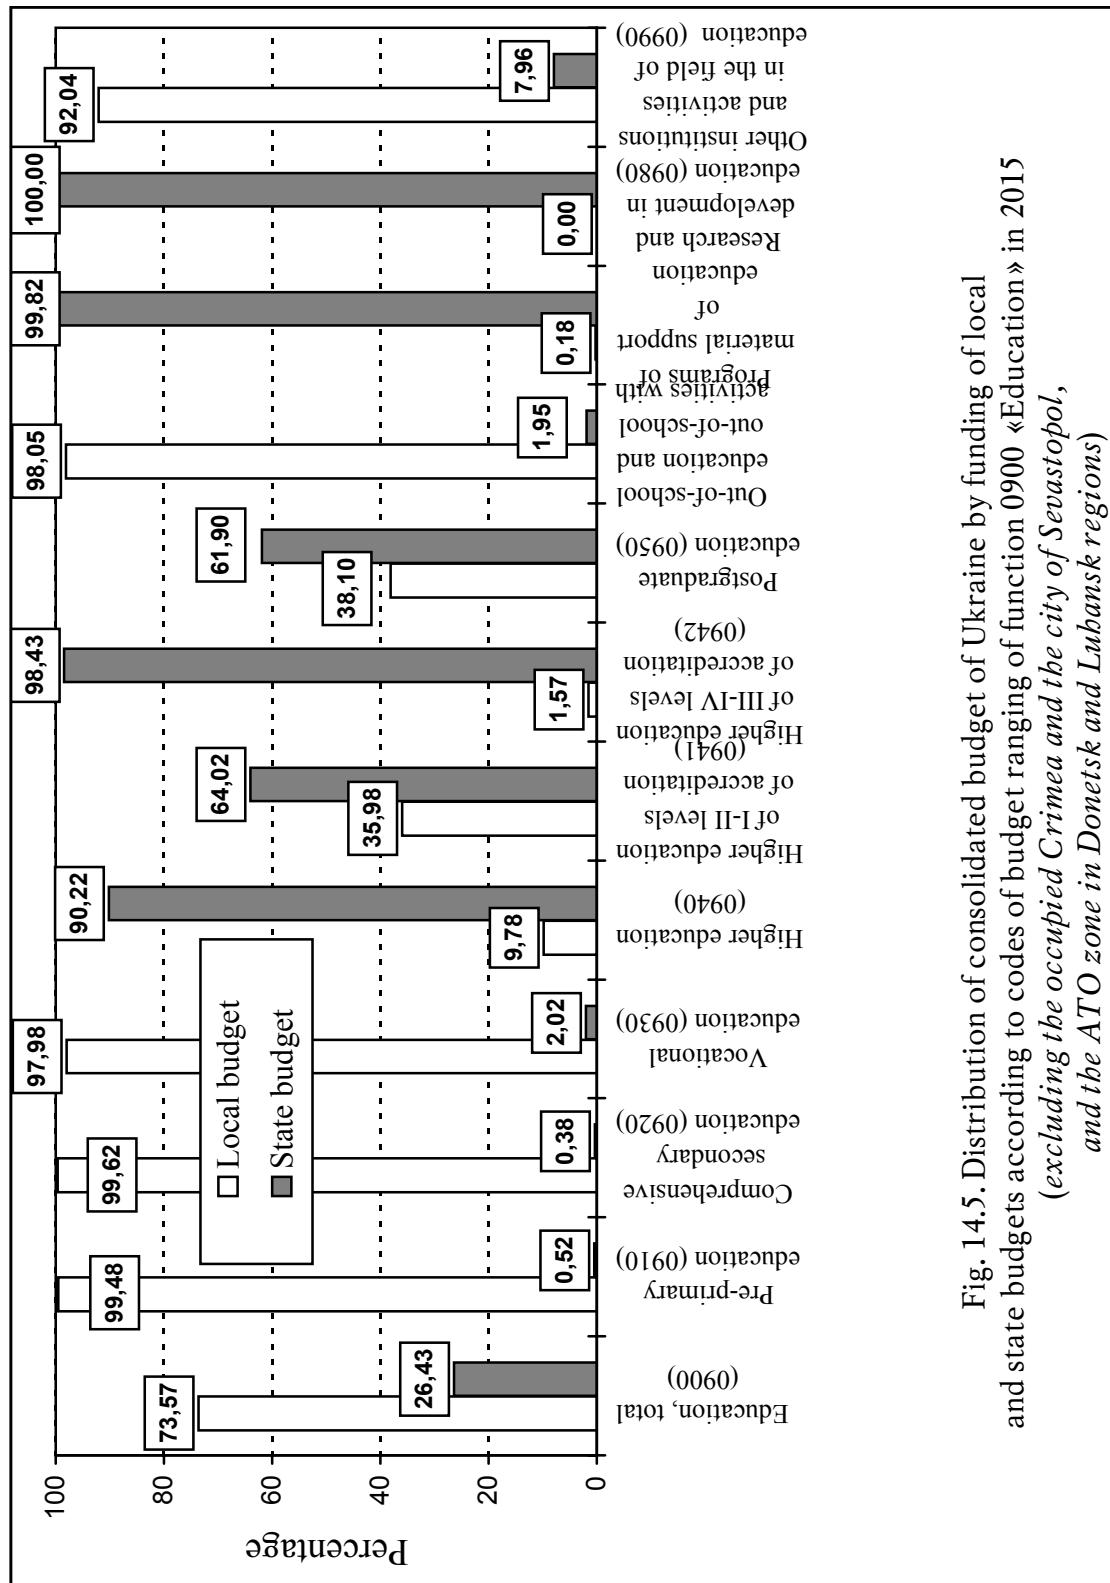 Percentage
100
80
60
40
20
0
Local budget
State budget
73,57
26,43
99,48
0,52
99,62
0,38
97,98
2,02
9,78
90,22
35,98
64,02
1,57
98,43
38,10
61,90
98,05
1,95
0,18
99,82
0,00
100,00
92,04
7,96
Education, total
(0900)
Pre-primary
education (0910)
Comprehensive
secondary
education (0920)
Vocational
education (0930)
Higher education
(0940)
Higher education
of I-II levels
of accreditation
(0941)
Higher education
of III-IV levels
of accreditation
(0942)
Postgraduate
education (0950)
Out-of-school
education and
out-of-school
activities with
Programs of
material support
of
education
Research and
development in
education (0980)
Other institutions
and activities
in the field of
education (0990)
Fig. 14.5. Distribution of consolidated budget of Ukraine by funding of local
and state budgets according to codes of budget ranging of function 0900 «Education» in 2015
(excluding the occupied Crimea and the city of Sevastopol,
and the ATO zone in Donetsk and Luhansk regions)